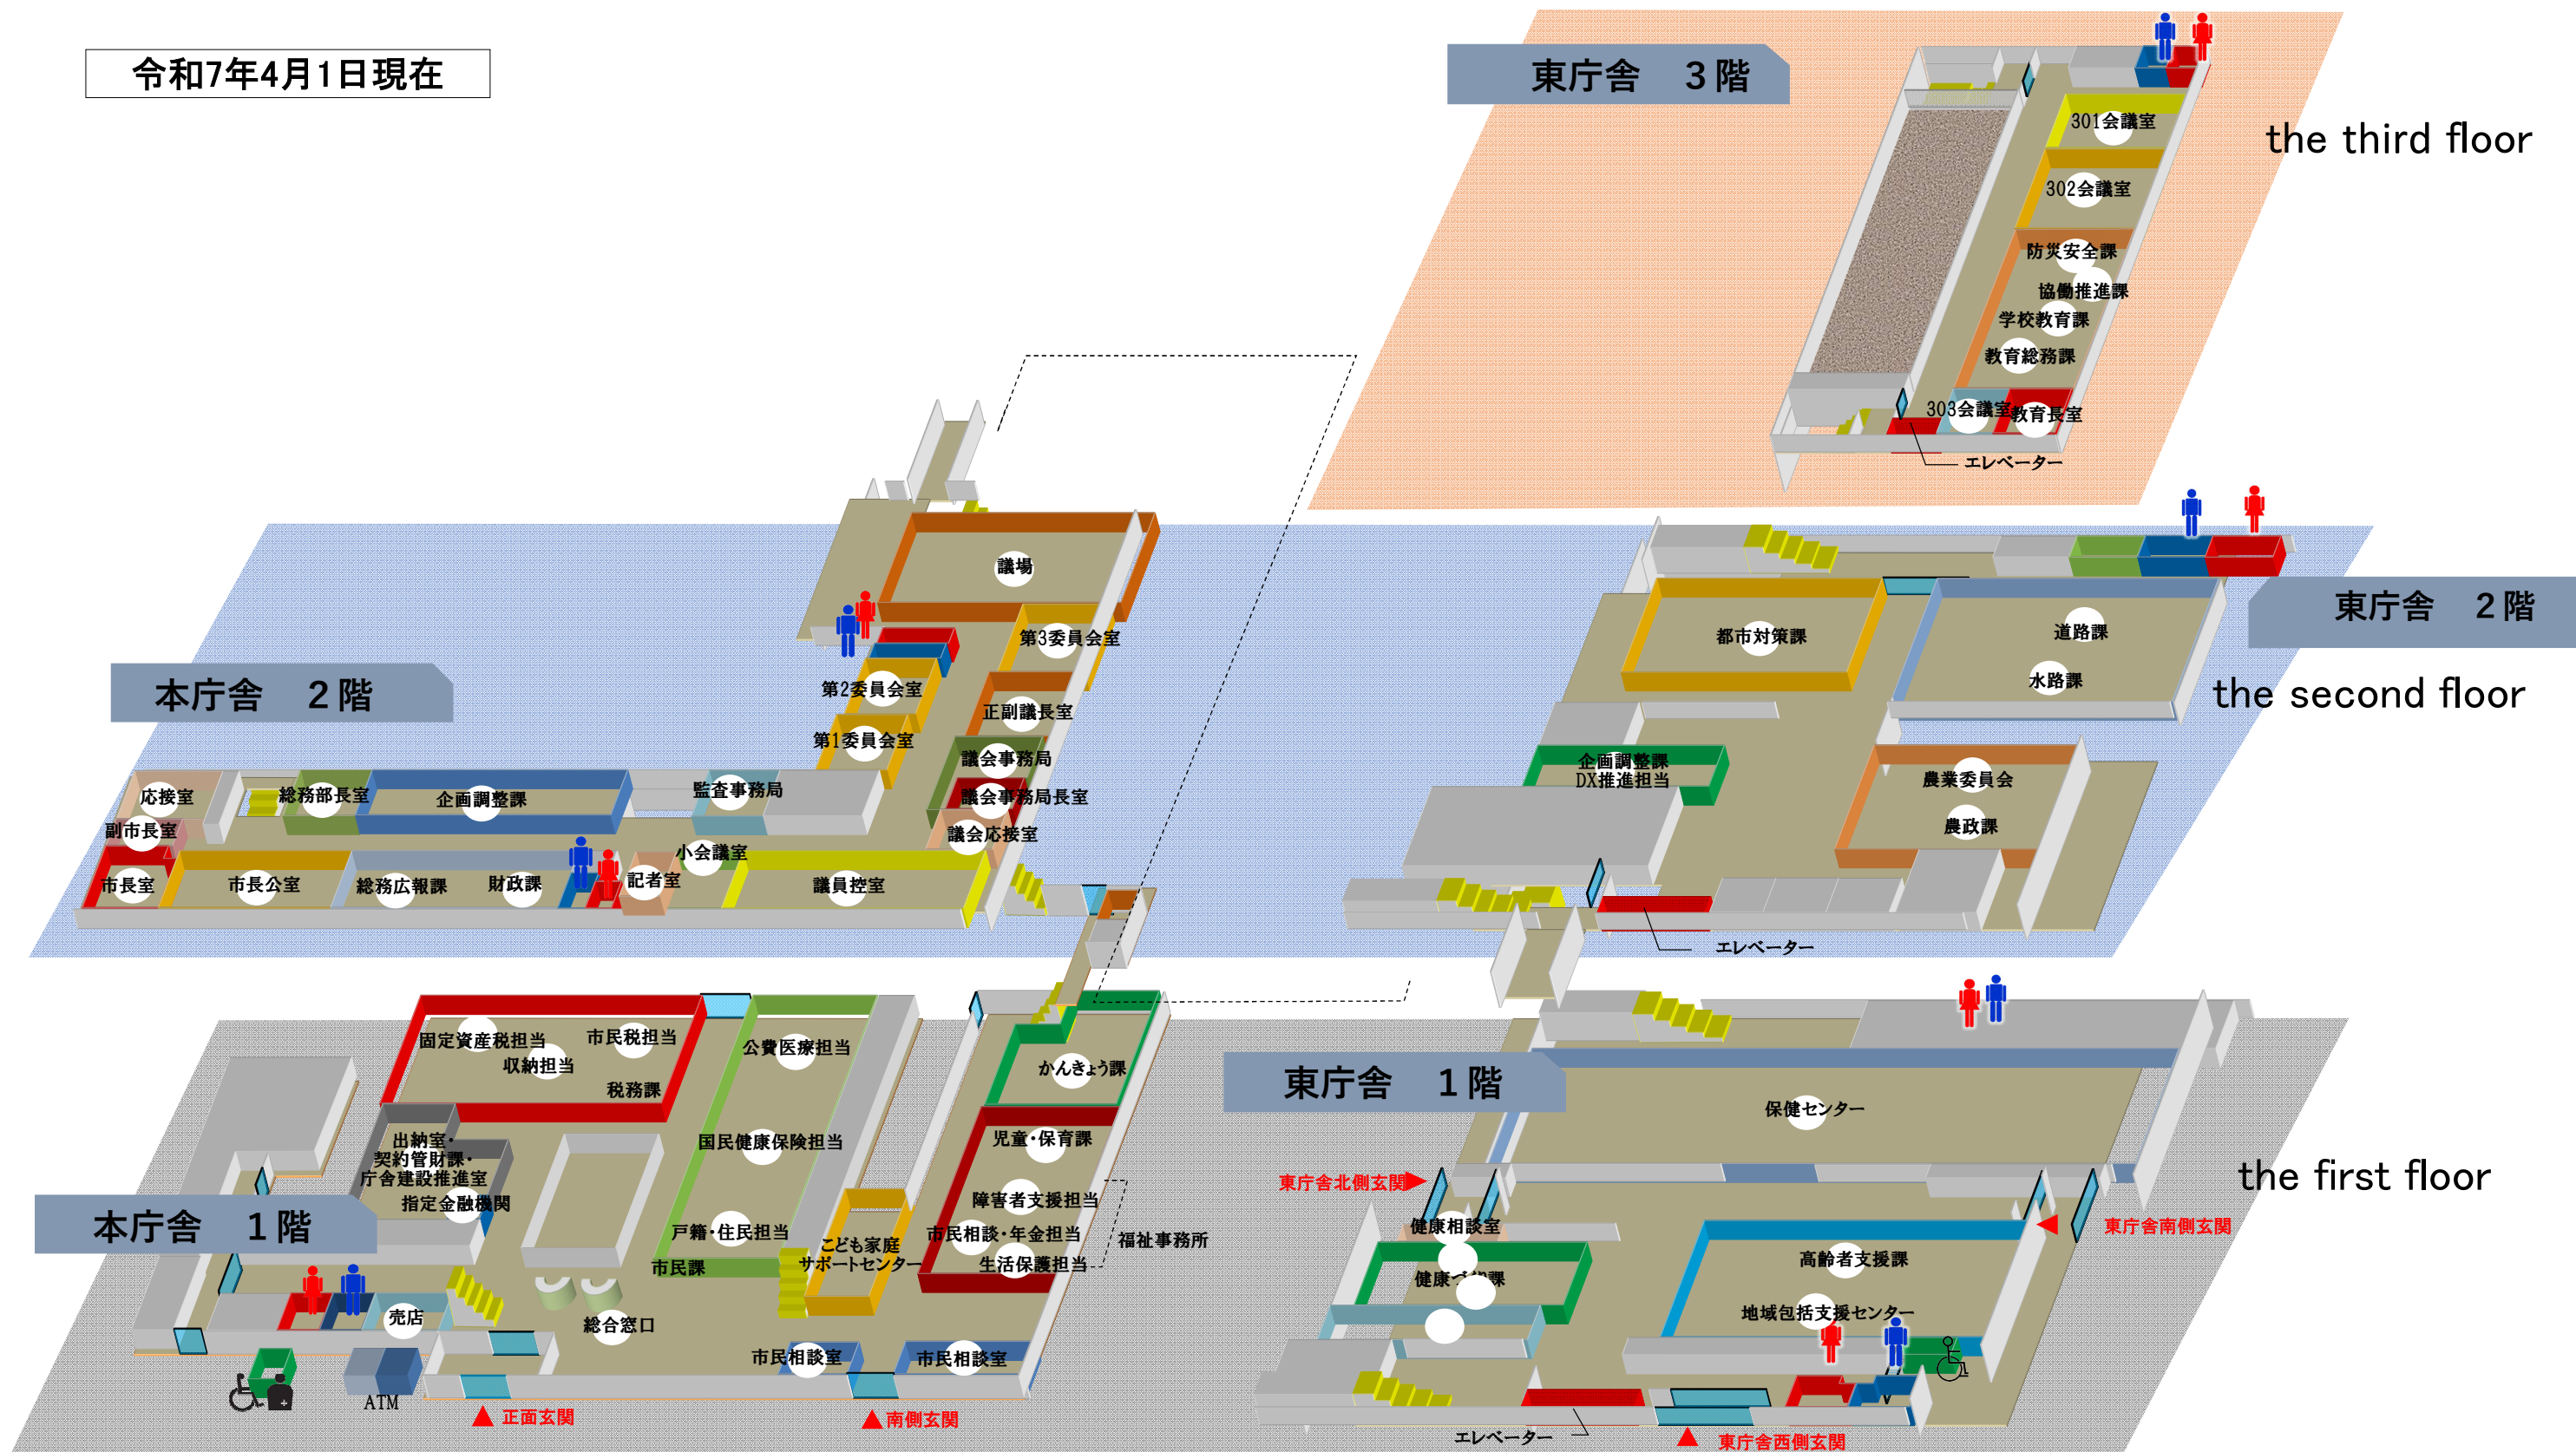 令和7年4月1日現在
東庁舎　３階
the third floor
301会議室
302会議室
防災安全課
協働推進課
学校教育課
教育総務課
303会議室
教育長室
エレベーター
本庁舎　２階
議場
第3委員会室
第2委員会室
正副議長室
第1委員会室
議会事務局
議会事務局長室
議会応接室
応接室
総務部長室
企画調整課
監査事務局
副市長室
小会議室
市長室
市長公室
総務広報課
財政課
記者室
議員控室
東庁舎　２階
the second floor
都市対策課
道路課
水路課
企画調整課
DX推進担当
農業委員会
農政課
エレベーター
本庁舎　１階
固定資産税担当
市民税担当
収納担当
税務課
公費医療担当
かんきょう課
出納室・
契約管財課・
庁舎建設推進室
指定金融機関
国民健康保険担当
児童・保育課
障害者支援担当
戸籍・住民担当
市民相談・年金担当
福祉事務所
こども家庭
サポートセンター
生活保護担当
市民課
売店
総合窓口
市民相談室
市民相談室
ATM
正面玄関
南側玄関
東庁舎　１階
the first floor
保健センター
東庁舎北側玄関
健康相談室
東庁舎南側玄関
高齢者支援課
地域包括支援センター
エレベーター
東庁舎西側玄関